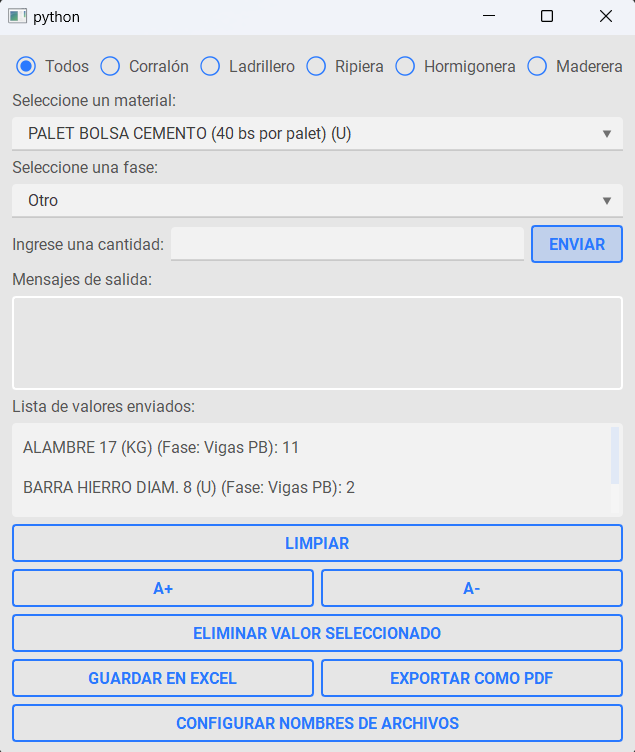 python
Todos Corralón Ladrillero Ripiera Hormigonera Maderera
Seleccione un material:
PALET BOLSA CEMENTO (40 bs por palet) (U)
Seleccione una fase:
Otro
Ingrese una cantidad: ENVIAR
Mensajes de salida:
Lista de valores enviados:
ALAMBRE 17 (KG) (Fase: Vigas PB): 11
BARRA HIERRO DIAM. 8 (U) (Fase: Vigas PB): 2
LIMPIAR
A+ A-
ELIMINAR VALOR SELECCIONADO
GUARDAR EN EXCEL EXPORTAR COMO PDF
CONFIGURAR NOMBRES DE ARCHIVOS